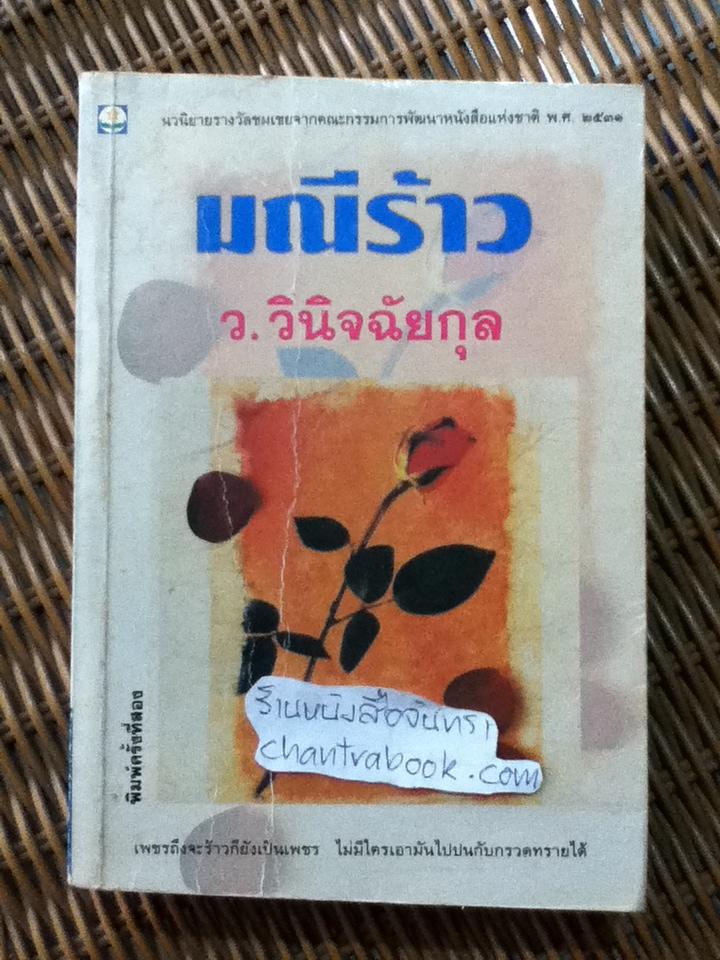 นวนิยายรางวัลชมเชยจากคณะกรรมการพัฒนาหนังสือแห่งชาติ พ.ศ. ๒๕๓๑
มณีร้าว
ว. วินิจฉัยกุล
พิมพ์ครั้งที่สอง
ร้านหนังสือจันทรา
chantrabook.com
เพชรถึงจะร้าวก็ยังเป็นเพชร ไม่มีใครเอามันไปปนกับกรวดทรายได้